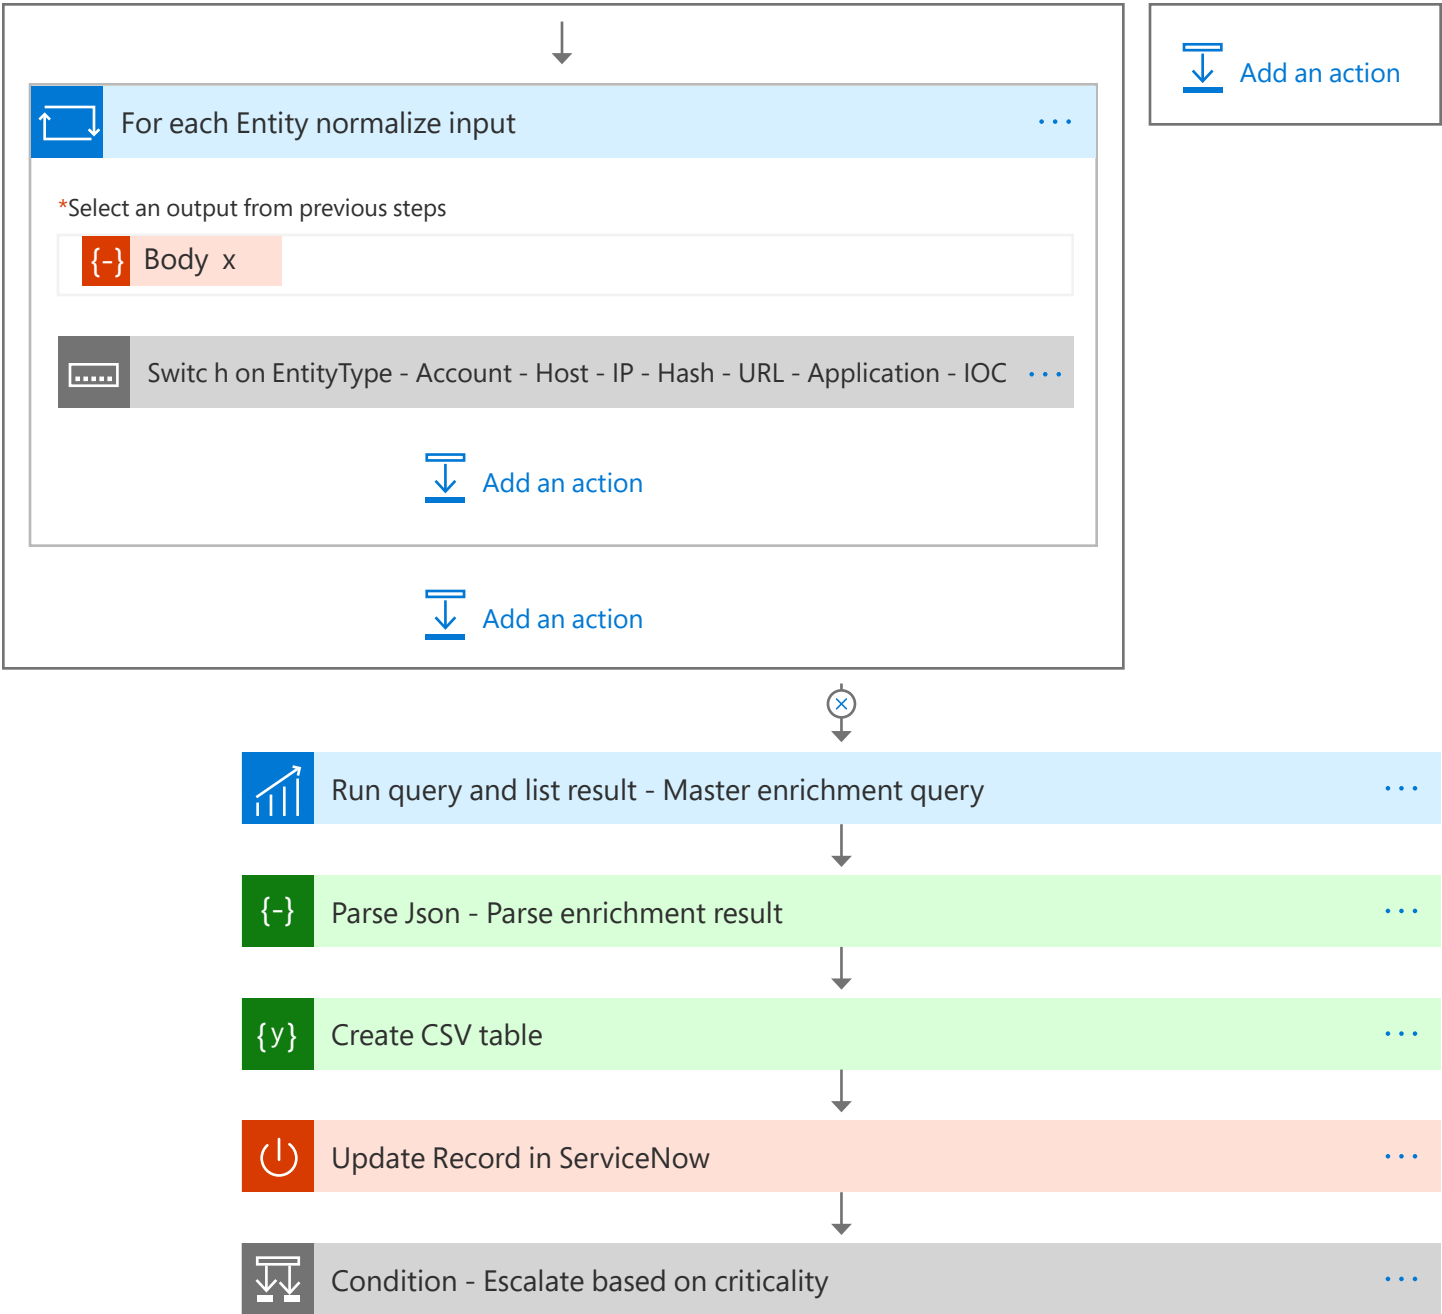 Add an action
For each Entity normalize input
*Select an output from previous steps
{-} Body x
Switc h on EntityType - Account - Host - IP - Hash - URL - Application - IOC
Add an action
Add an action
Run query and list result - Master enrichment query
{-} Parse Json - Parse enrichment result
{y} Create CSV table
Update Record in ServiceNow
Condition - Escalate based on criticality